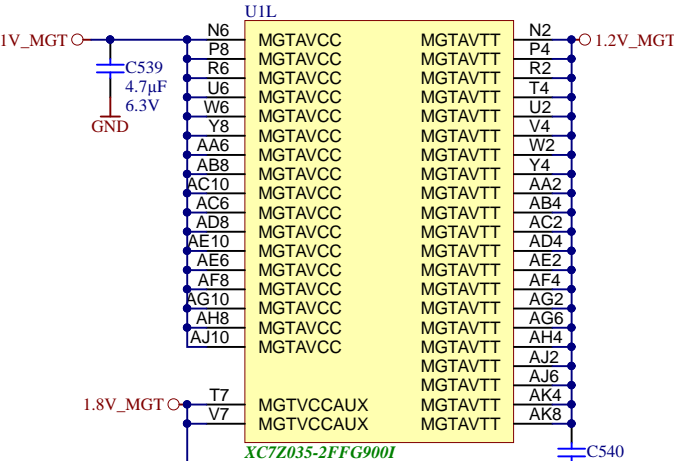 U1L
1V_MGT
N6 MGTAVCC MGTAVTT N2 1.2V_MGT
P8 MGTAVCC MGTAVTT P4
R6 MGTAVCC MGTAVTT R2
U6 MGTAVCC MGTAVTT T4
W6 MGTAVCC MGTAVTT U2
Y8 MGTAVCC MGTAVTT V4
AA6 MGTAVCC MGTAVTT W2
AB8 MGTAVCC MGTAVTT Y4
AC10 MGTAVCC MGTAVTT AA2
AC6 MGTAVCC MGTAVTT AB4
AD8 MGTAVCC MGTAVTT AC2
AE10 MGTAVCC MGTAVTT AD4
AE6 MGTAVCC MGTAVTT AE2
AF8 MGTAVCC MGTAVTT AF4
AG10 MGTAVCC MGTAVTT AG2
AH8 MGTAVCC MGTAVTT AG6
AJ10 MGTAVCC MGTAVTT AH4
MGTAVTT AJ2
MGTAVTT AJ6
1.8V_MGT T7 MGTVCCAUX MGTAVTT AK4
V7 MGTVCCAUX MGTAVTT AK8
C539
4.7µF
6.3V
GND
XC7Z035-2FFG900I
C540